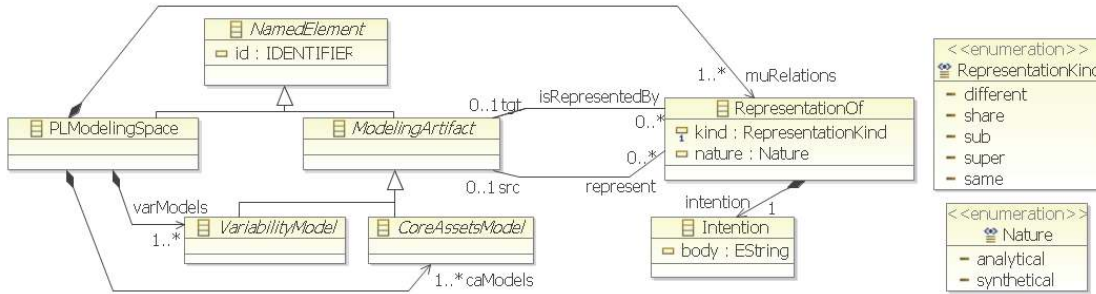 NamedElement
id : IDENTIFIER
<<enumeration>>
RepresentationKind
different
share
sub
super
same
1..* muRelations
isRepresentedBy
0..1 tgt
0..*
PLModelingSpace
ModelingArtifact
RepresentationOf
kind : RepresentationKind
nature : Nature
0..*
0..1 src
represent
varModels
1..*
intention
1
VariabilityModel
CoreAssetsModel
Intention
body : EString
<<enumeration>>
Nature
analytical
synthetical
1..* caModels